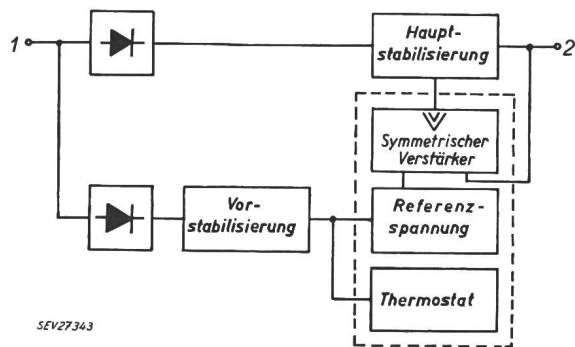 1
Haupt-
stabilisierung
2
Symmetrischer
Verstärker
Vor-
stabilisierung
Referenz-
spannung
Thermostat
SEV27343